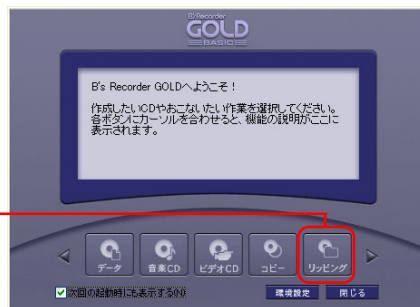 B's Recorder
GOLD
BASIC
B's Recorder GOLDへようこそ！
作成したいCDやおこないたい作業を選択してください。
各ボタンにカーソルを合わせると、機能の説明がここに
表示されます。
データ
音楽CD
ビデオCD
コピー
リッピング
次回の起動時にも表示する(N)
環境設定
閉じる